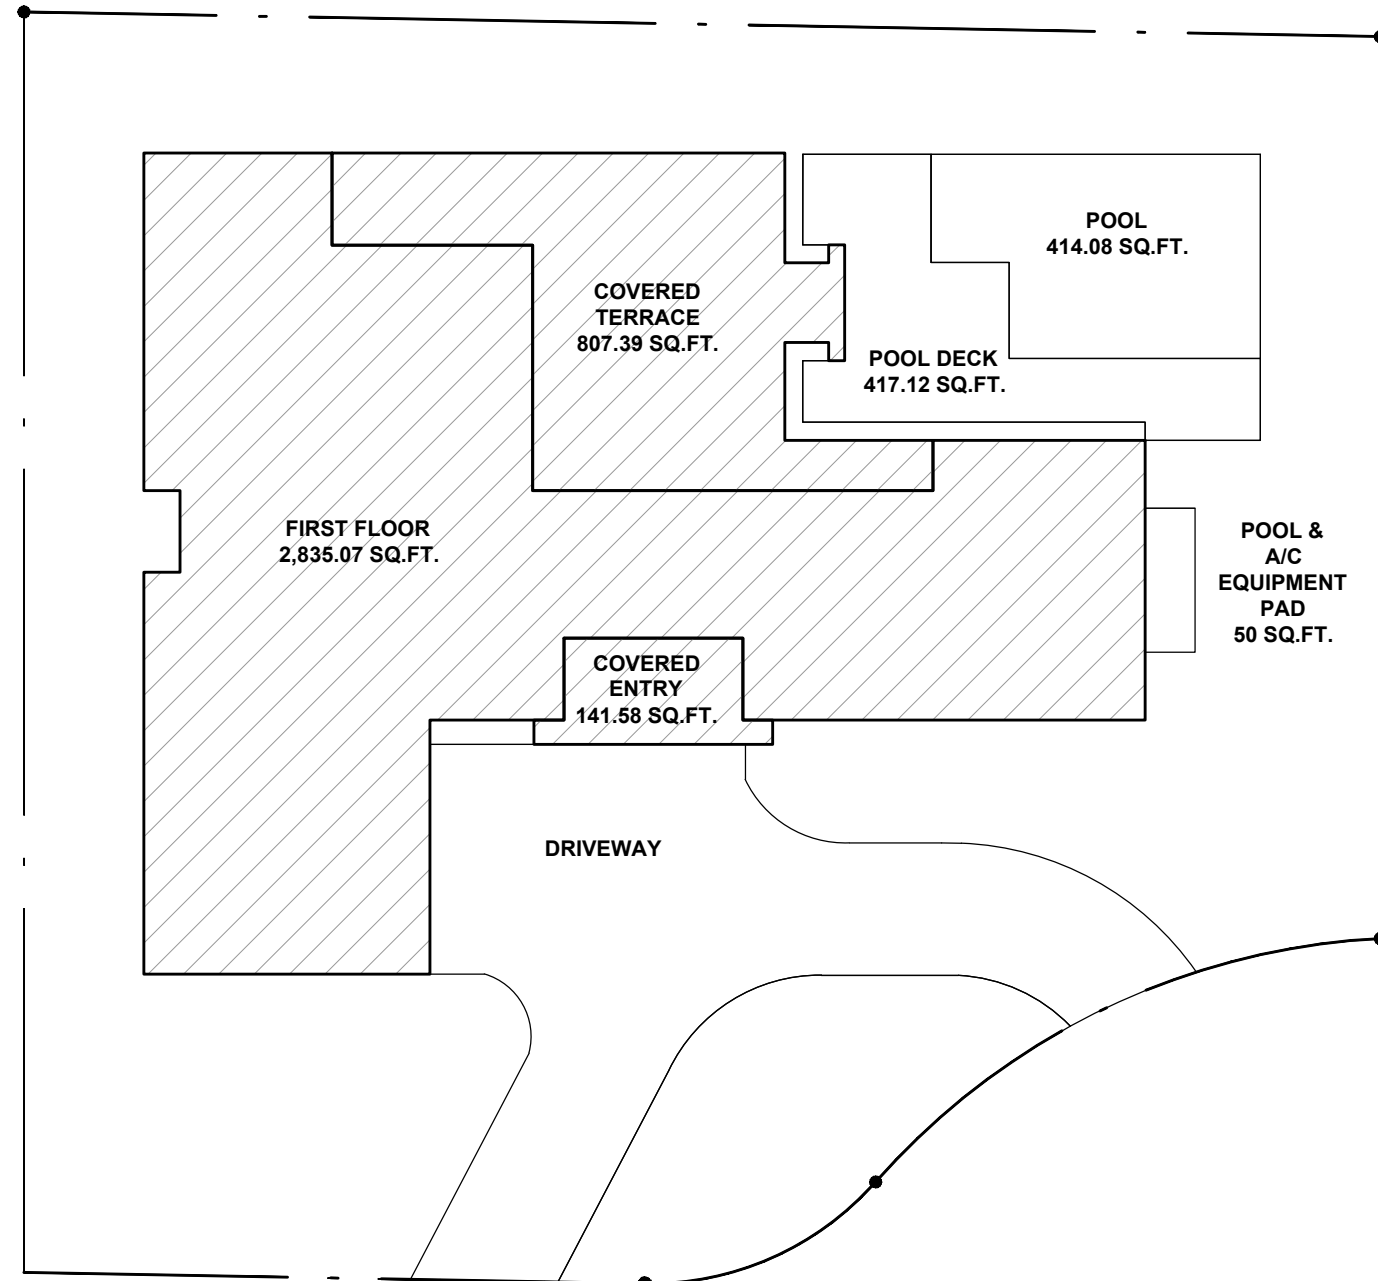 POOL
414.08 SQ.FT.
COVERED
TERRACE
807.39 SQ.FT.
POOL DECK
417.12 SQ.FT.
FIRST FLOOR
2,835.07 SQ.FT.
POOL &
A/C
EQUIPMENT
PAD
50 SQ.FT.
COVERED
ENTRY
141.58 SQ.FT.
DRIVEWAY